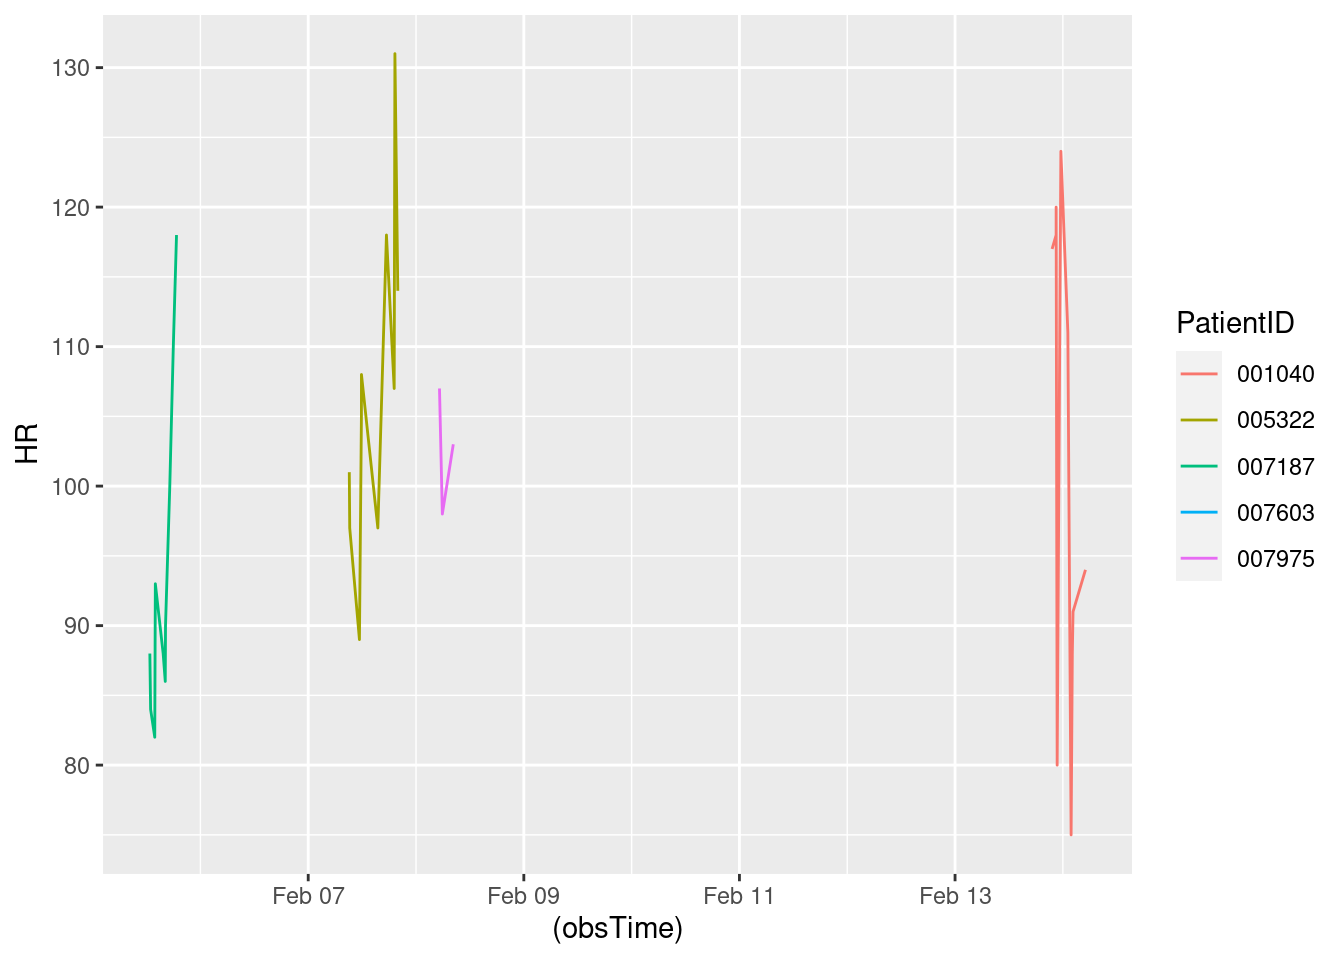 130
120
110
100
90
80
HR
Feb 07
Feb 09
Feb 11
Feb 13
(obsTime)
PatientID
001040
005322
007187
007603
007975